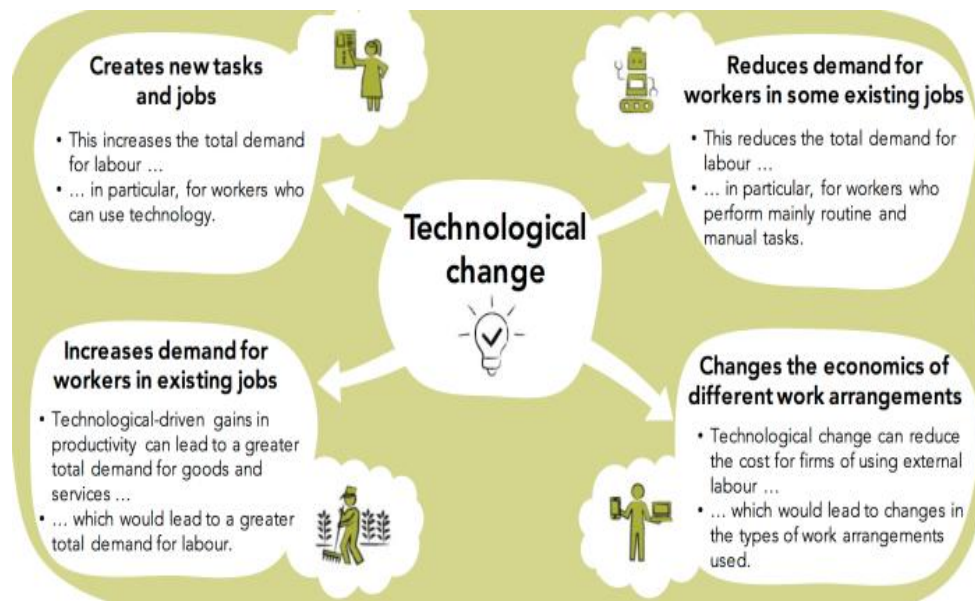 Creates new tasks
and jobs
• This increases the total demand
for labour ...
• ... in particular, for workers who
can use technology.
Reduces demand for
workers in some existing jobs
• This reduces the total demand for
labour ...
• ... in particular, for workers who
perform mainly routine and
manual tasks.
Technological
change
Increases demand for
workers in existing jobs
• Technological-driven gains in
productivity can lead to a greater
total demand for goods and
services ...
• ... which would lead to a greater
total demand for labour.
Changes the economics of
different work arrangements
• Technological change can reduce
the cost for firms of using external
labour ...
• ... which would lead to changes in
the types of work arrangements
used.